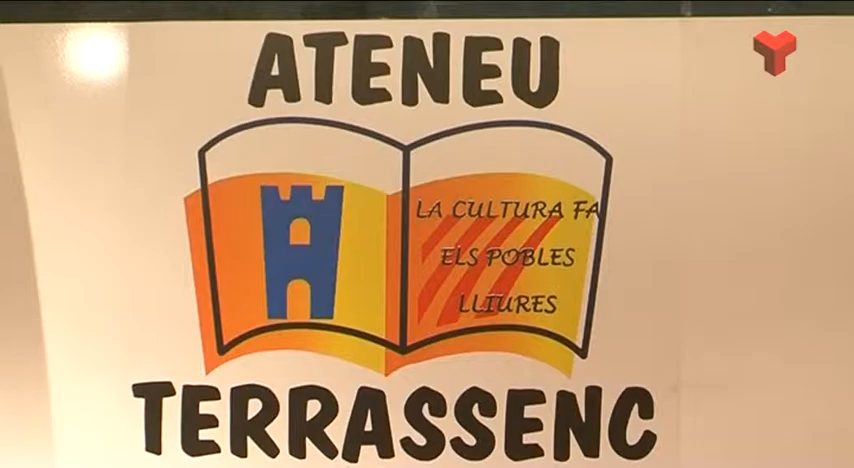 ATENEU
LA CULTURA FA
ELS POBLES
LLIURES
TERRASSENC